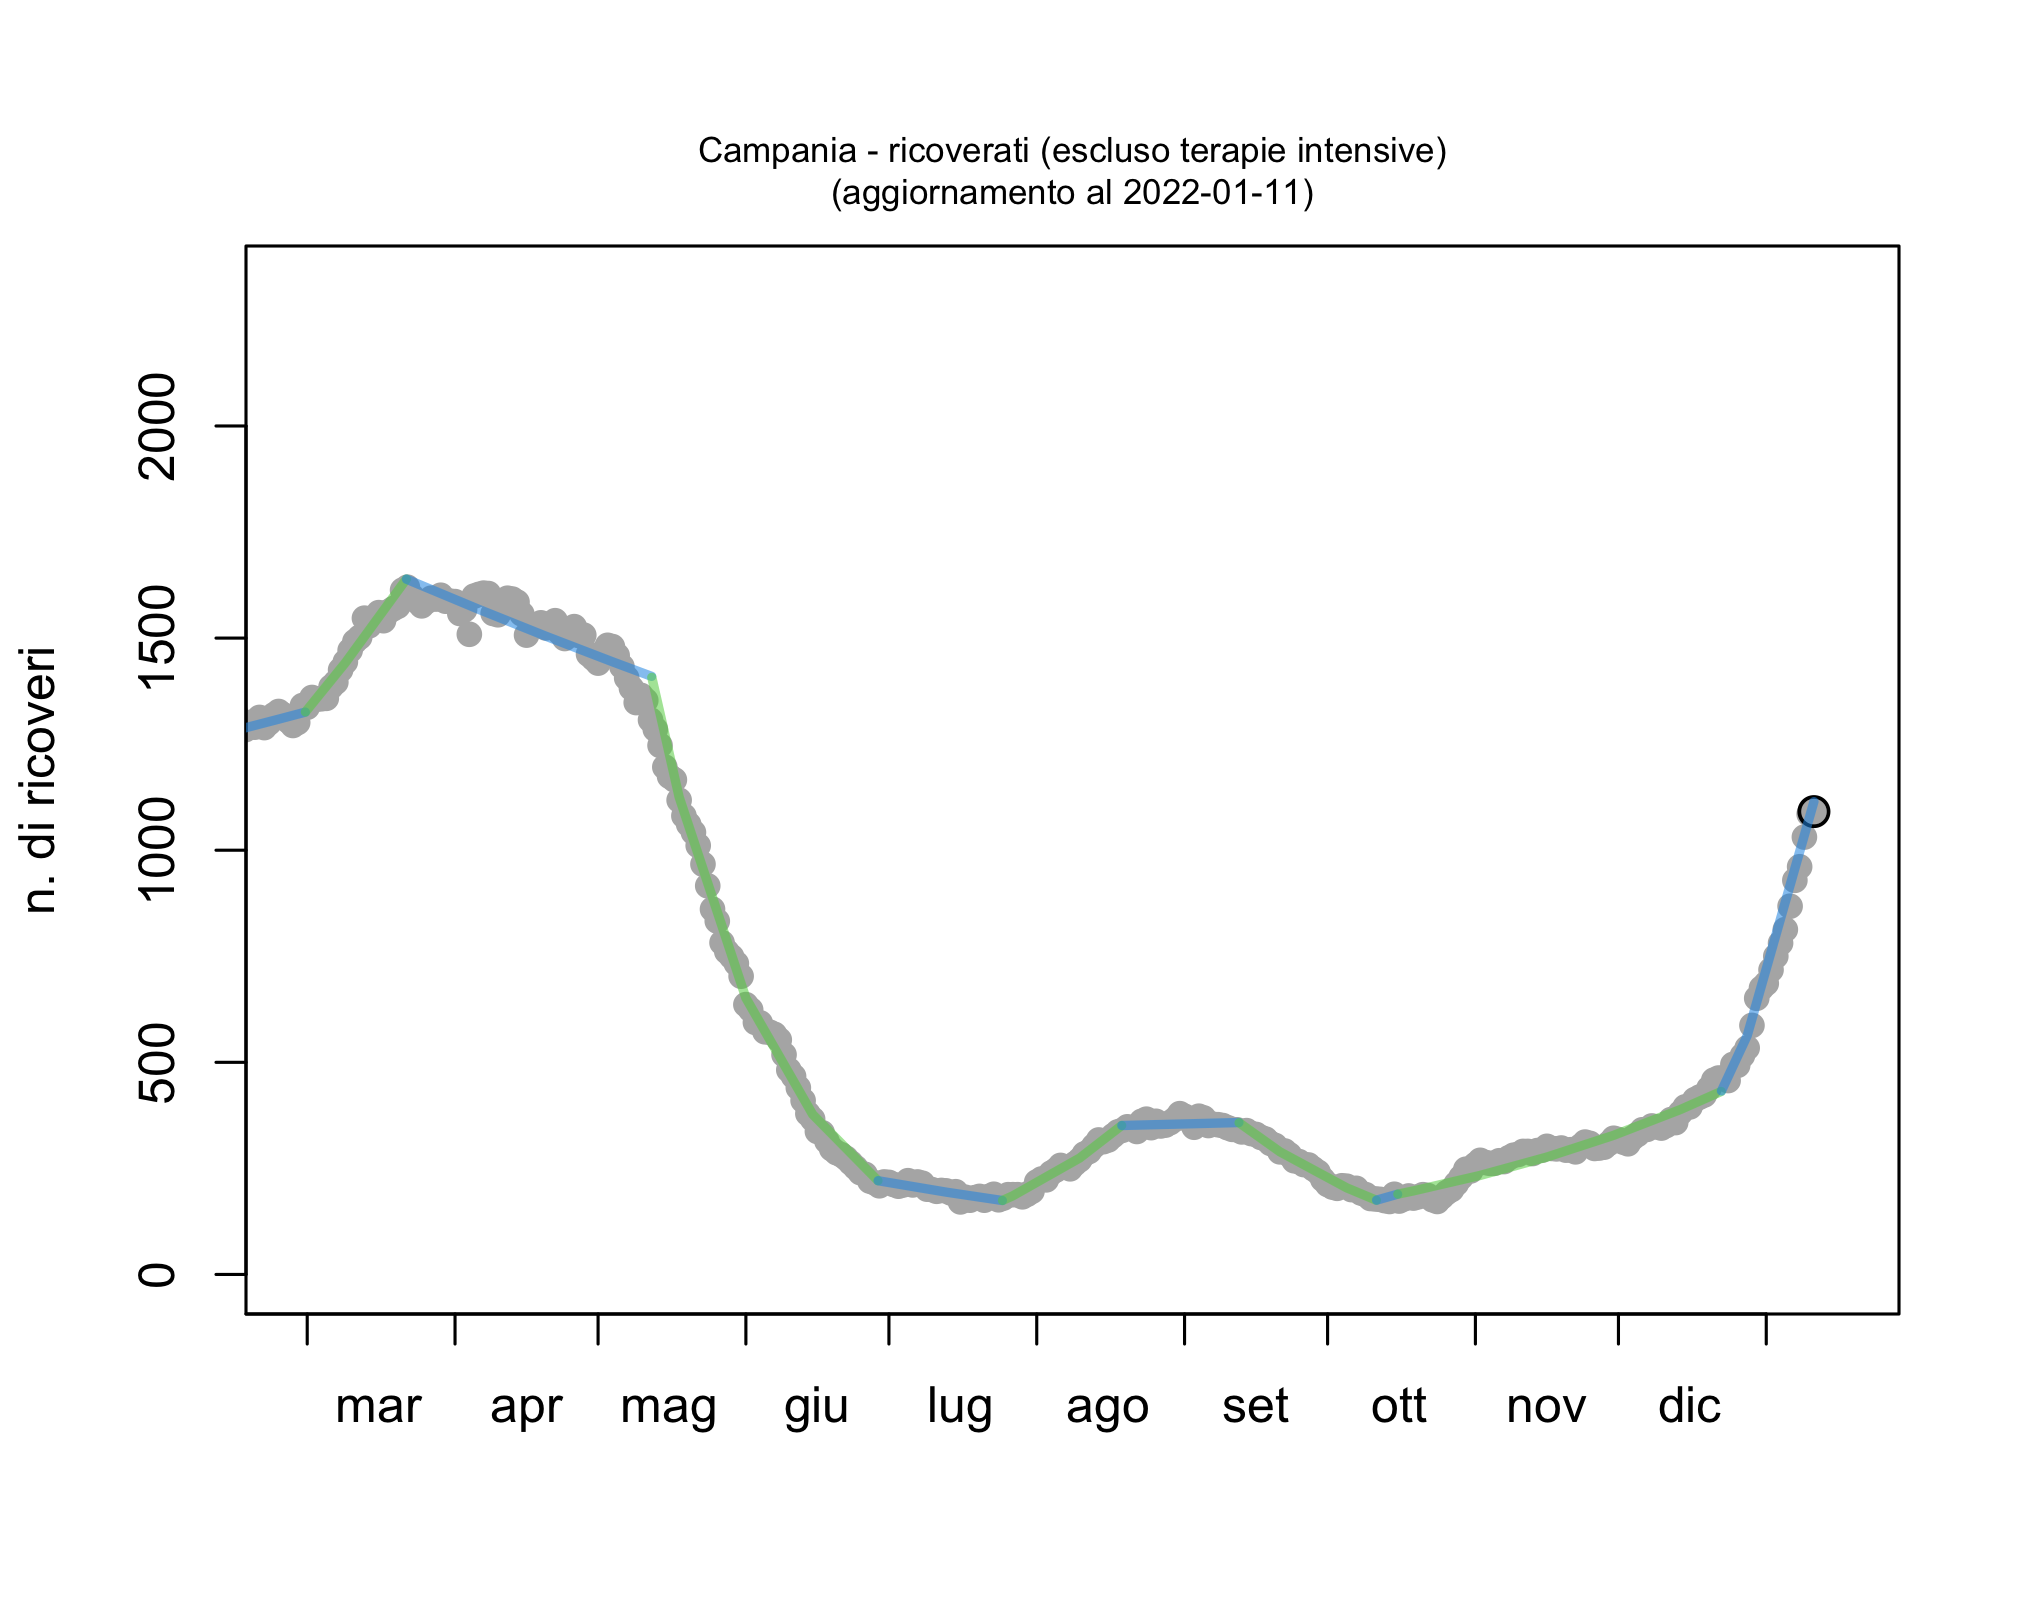 Campania - ricoverati (escluso terapie intensive)
(aggiornamento al 2022-01-11)
n. di ricoveri
2000
1500
1000
500
0
mar apr mag giu lug ago set ott nov dic